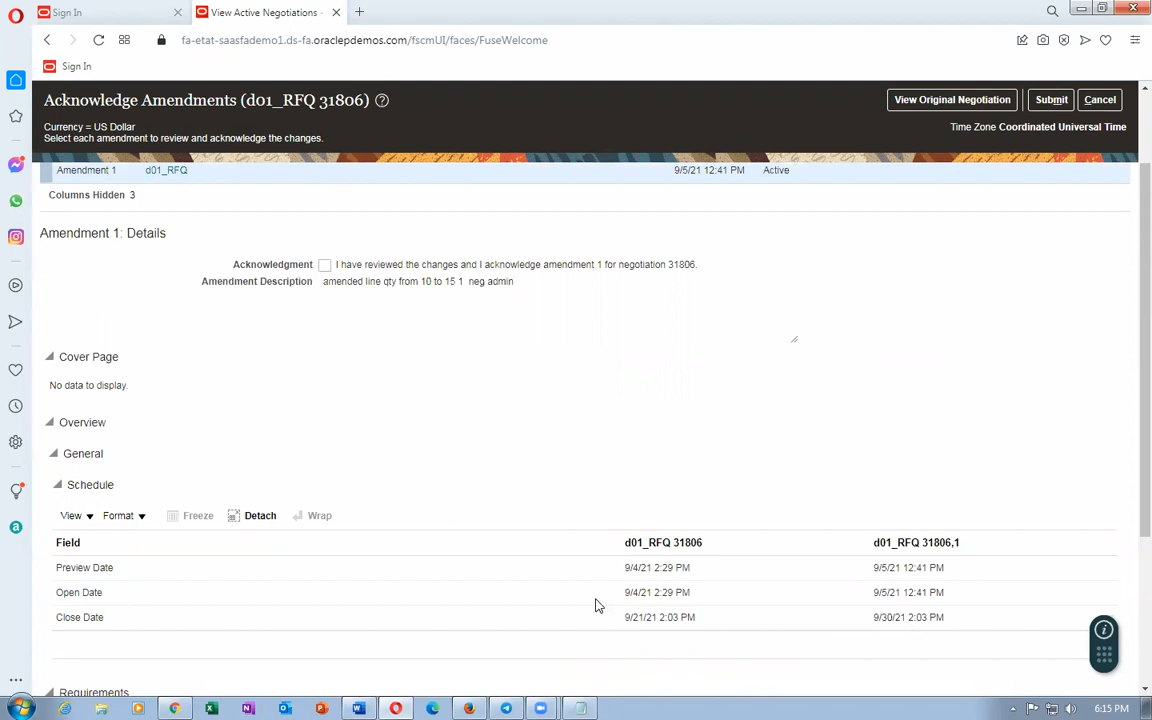 Sign In
View Active Negotiations -
fa-etat-saasfademo1.ds-fa.oraclepdemos.com/fscmUI/faces/FuseWelcome
Sign In
Acknowledge Amendments (d01_RFQ 31806)
View Original Negotiation
Submit
Cancel
Currency = US Dollar
Time Zone Coordinated Universal Time
Select each amendment to review and acknowledge the changes.
Amendment 1 d01_RFQ 9/5/21 12:41 PM Active
Columns Hidden 3
Amendment 1: Details
Acknowledgment I have reviewed the changes and I acknowledge amendment 1 for negotiation 31806.
Amendment Description amended line qty from 10 to 15 1 neg admin
Cover Page
No data to display.
Overview
General
Schedule
View Format Freeze Detach Wrap
Field d01_RFQ 31806 d01_RFQ 31806,1
Preview Date 9/4/21 2:29 PM 9/5/21 12:41 PM
Open Date 9/4/21 2:29 PM 9/5/21 12:41 PM
Close Date 9/21/21 2:03 PM 9/30/21 2:03 PM
Requirements
6:15 PM